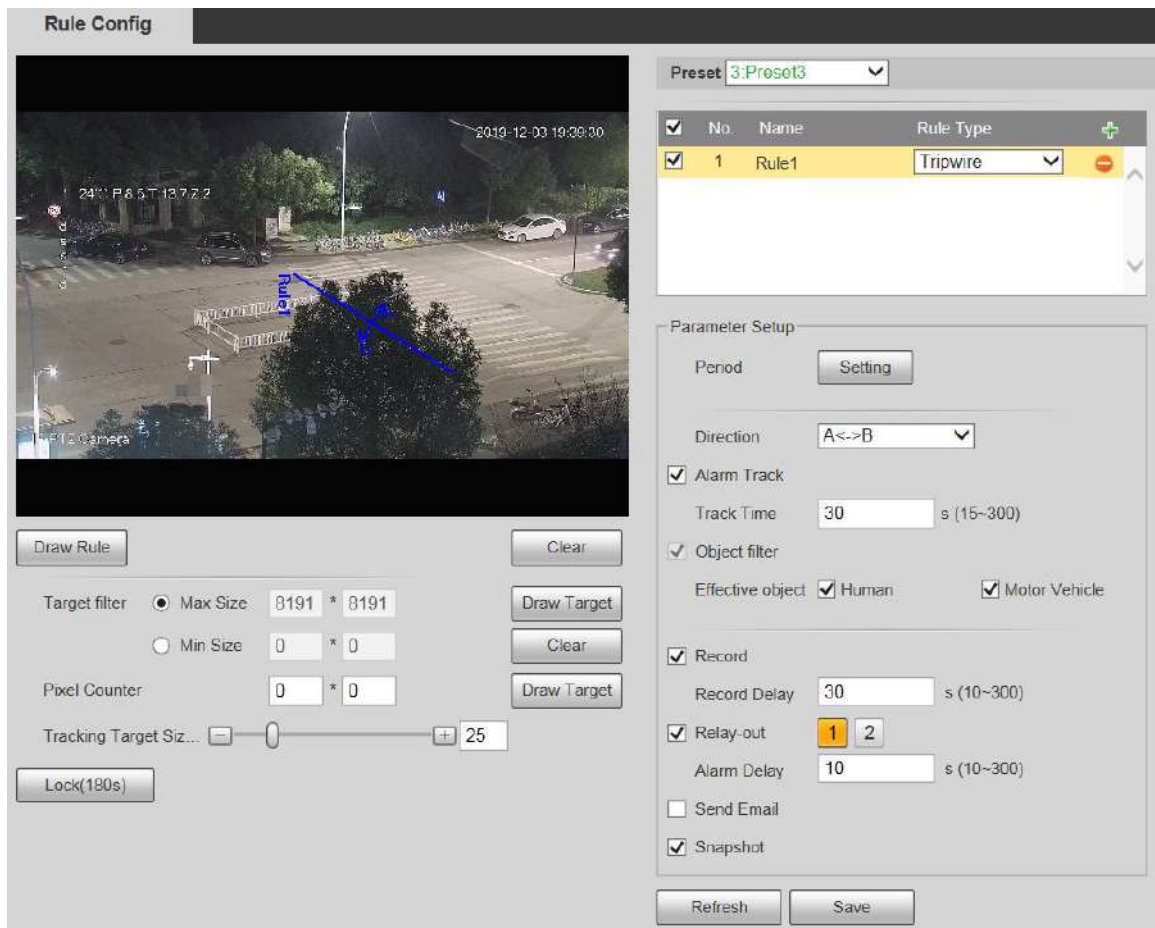 Rule Config
Preset 3:Preset3
2019-12-03 19:39:30
No. Name Rule Type
1 Rule1 Tripwire
Rule1
PTZ Camera
Parameter Setup
Period Setting
Direction A<->B
Alarm Track
Track Time 30 s (15~300)
Object filter
Effective object Human Motor Vehicle
Record
Record Delay 30 s (10~300)
Relay-out 1 2
Alarm Delay 10 s (10~300)
Send Email
Snapshot
Refresh Save
Draw Rule Clear
Target filter Max Size 8191 * 8191 Draw Target
Min Size 0 * 0 Clear
Pixel Counter 0 * 0 Draw Target
Tracking Target Siz... 25
Lock(180s)